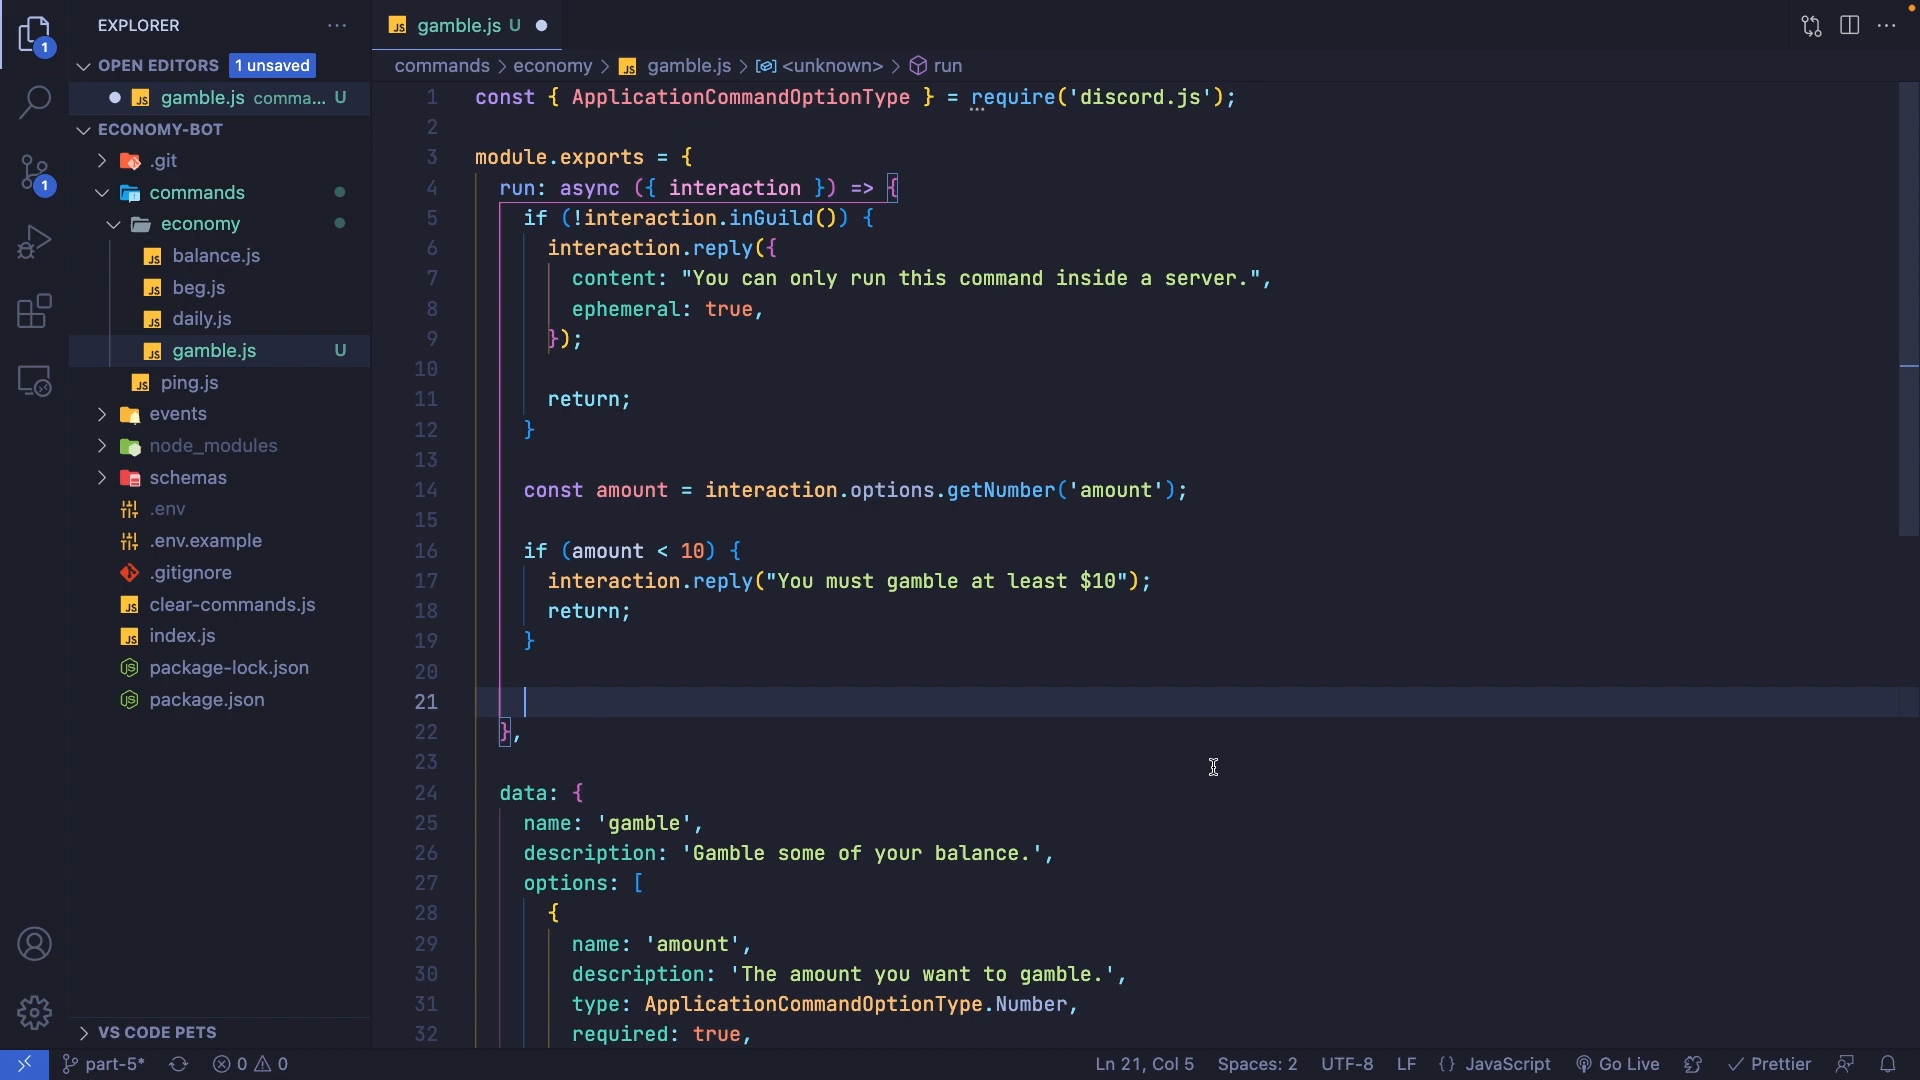 EXPLORER
gamble.js U
OPEN EDITORS 1 unsaved
gamble.js comma... U
ECONOMY-BOT
.git
commands
economy
balance.js
beg.js
daily.js
gamble.js U
ping.js
events
node_modules
schemas
.env
.env.example
.gitignore
clear-commands.js
index.js
package-lock.json
package.json
VS CODE PETS
1
1
commands > economy > gamble.js > <unknown> > run
1 const { ApplicationCommandOptionType } = require('discord.js');
2
3 module.exports = {
4 run: async ({ interaction }) => {
5 if (!interaction.inGuild()) {
6 interaction.reply({
7 content: "You can only run this command inside a server.",
8 ephemeral: true,
9 });
10
11 return;
12 }
13
14 const amount = interaction.options.getNumber('amount');
15
16 if (amount < 10) {
17 interaction.reply("You must gamble at least $10");
18 return;
19 }
20
21
22 },
23
24 data: {
25 name: 'gamble',
26 description: 'Gamble some of your balance.',
27 options: [
28 {
29 name: 'amount',
30 description: 'The amount you want to gamble.',
31 type: ApplicationCommandOptionType.Number,
32 required: true,
part-5* 0 0 Ln 21, Col 5 Spaces: 2 UTF-8 LF {} JavaScript Go Live Prettier